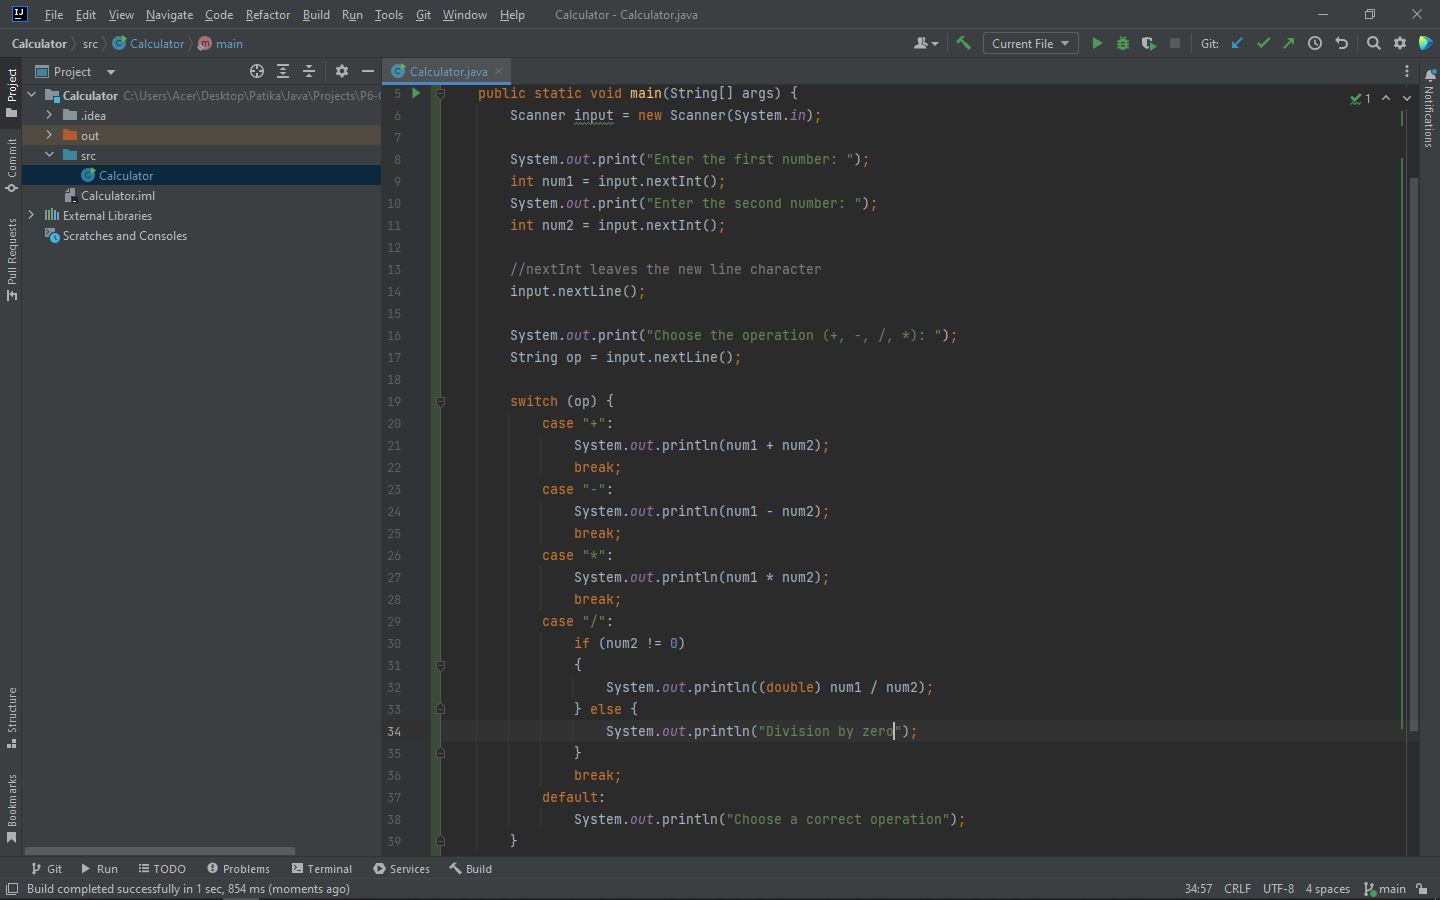 File Edit View Navigate Code Refactor Build Run Tools Git Window Help Calculator - Calculator.java
Calculator src Calculator main Current File Git:
Project
Calculator.java
Calculator C:\Users\Acer\Desktop\Patika\Java\Projects\P6-
.idea
out
src
Calculator
Calculator.iml
External Libraries
Scratches and Consoles
Project
Commit
Pull Requests
Structure
Bookmarks
1
5 public static void main(String[] args) {
6 Scanner input = new Scanner(System.in);
7
8 System.out.print("Enter the first number: ");
9 int num1 = input.nextInt();
10 System.out.print("Enter the second number: ");
11 int num2 = input.nextInt();
12
13 //nextInt leaves the new line character
14 input.nextLine();
15
16 System.out.print("Choose the operation (+, -, /, *): ");
17 String op = input.nextLine();
18
19 switch (op) {
20 case "+":
21 System.out.println(num1 + num2);
22 break;
23 case "-":
24 System.out.println(num1 - num2);
25 break;
26 case "*":
27 System.out.println(num1 * num2);
28 break;
29 case "/":
30 if (num2 != 0)
31 {
32 System.out.println((double) num1 / num2);
33 } else {
34 System.out.println("Division by zero");
35 }
36 break;
37 default:
38 System.out.println("Choose a correct operation");
39 }
Notifications
Git Run TODO Problems Terminal Services Build
Build completed successfully in 1 sec, 854 ms (moments ago) 34:57 CRLF UTF-8 4 spaces main